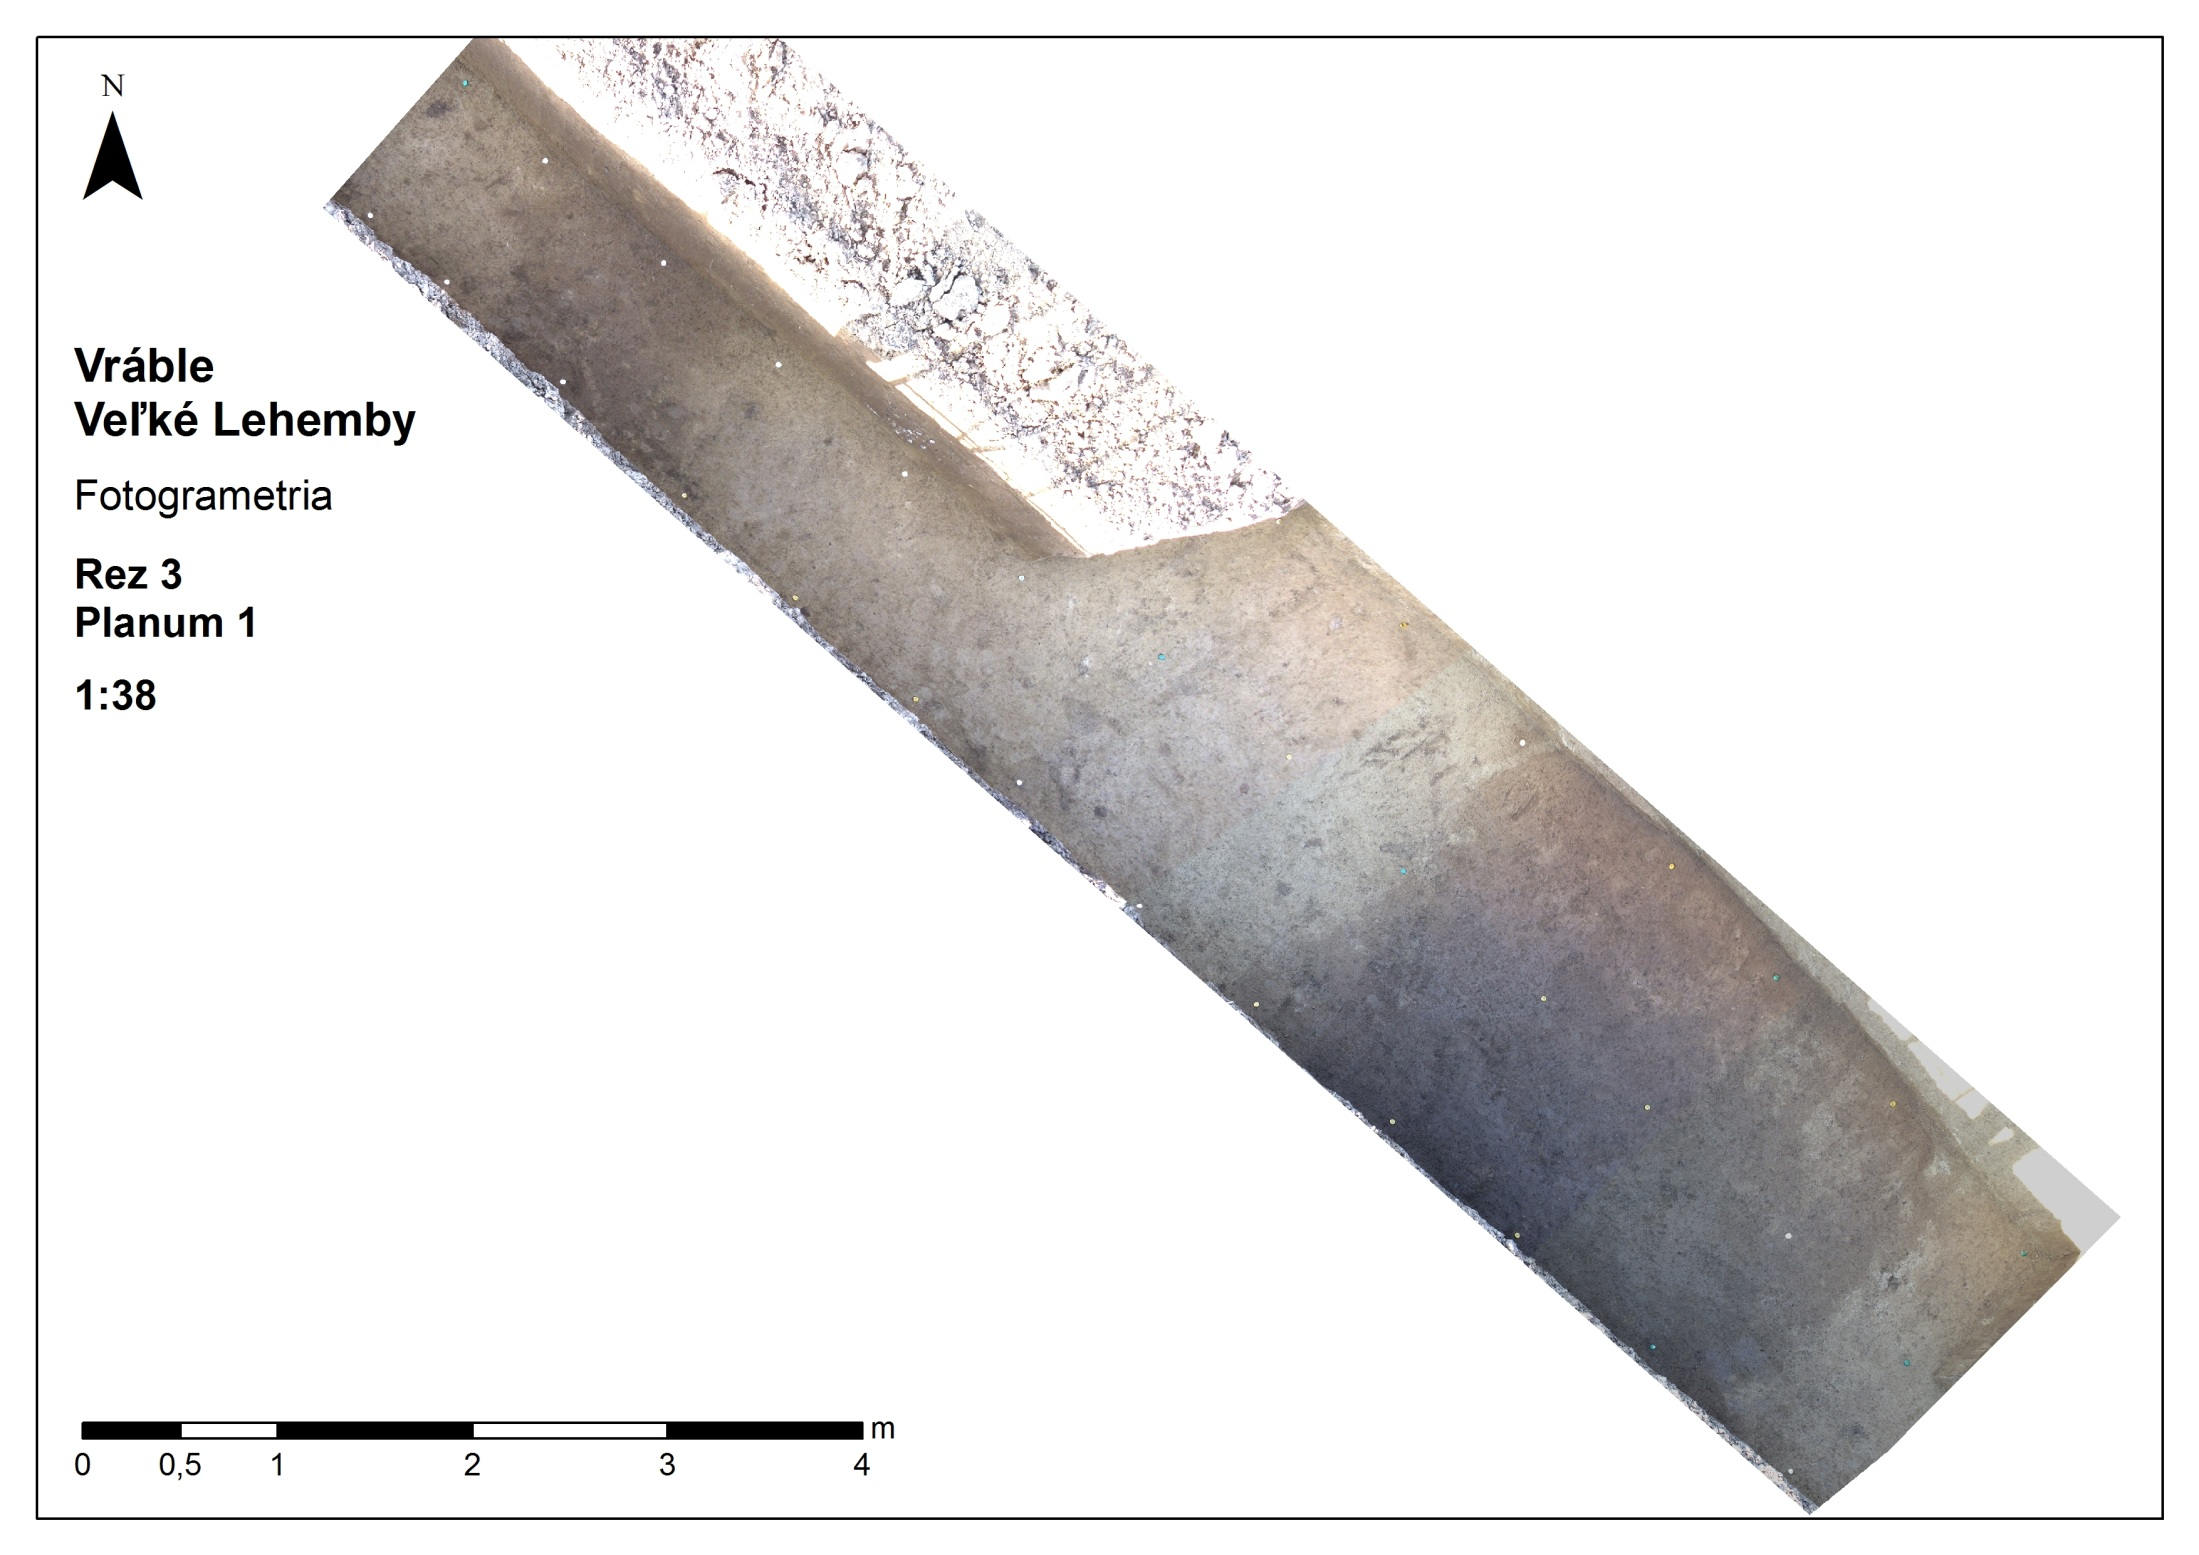 N
Vráble
Veľké Lehemby
Fotogrametria
Rez 3
Planum 1
1:38
m
0 0,5 1 2 3 4